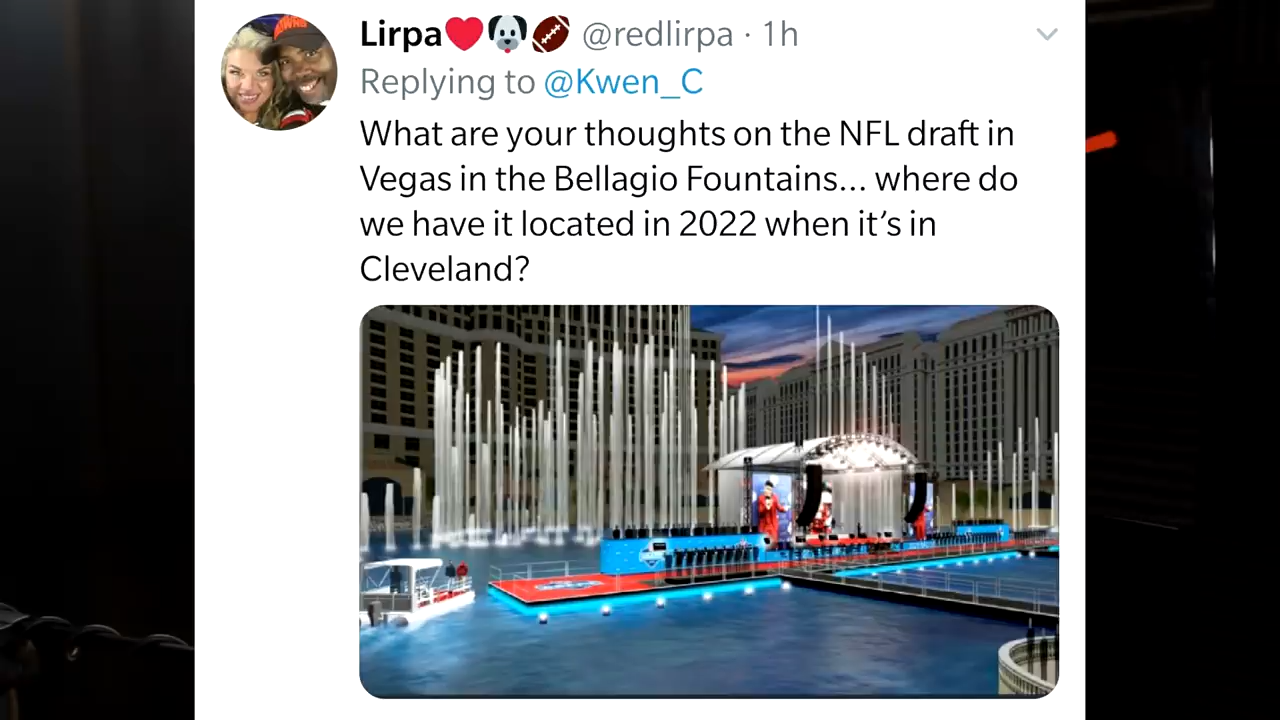 Lirpa❤️🐶🏈 @redlirpa · 1h
Replying to @Kwen_C
What are your thoughts on the NFL draft in
Vegas in the Bellagio Fountains... where do
we have it located in 2022 when it’s in
Cleveland?